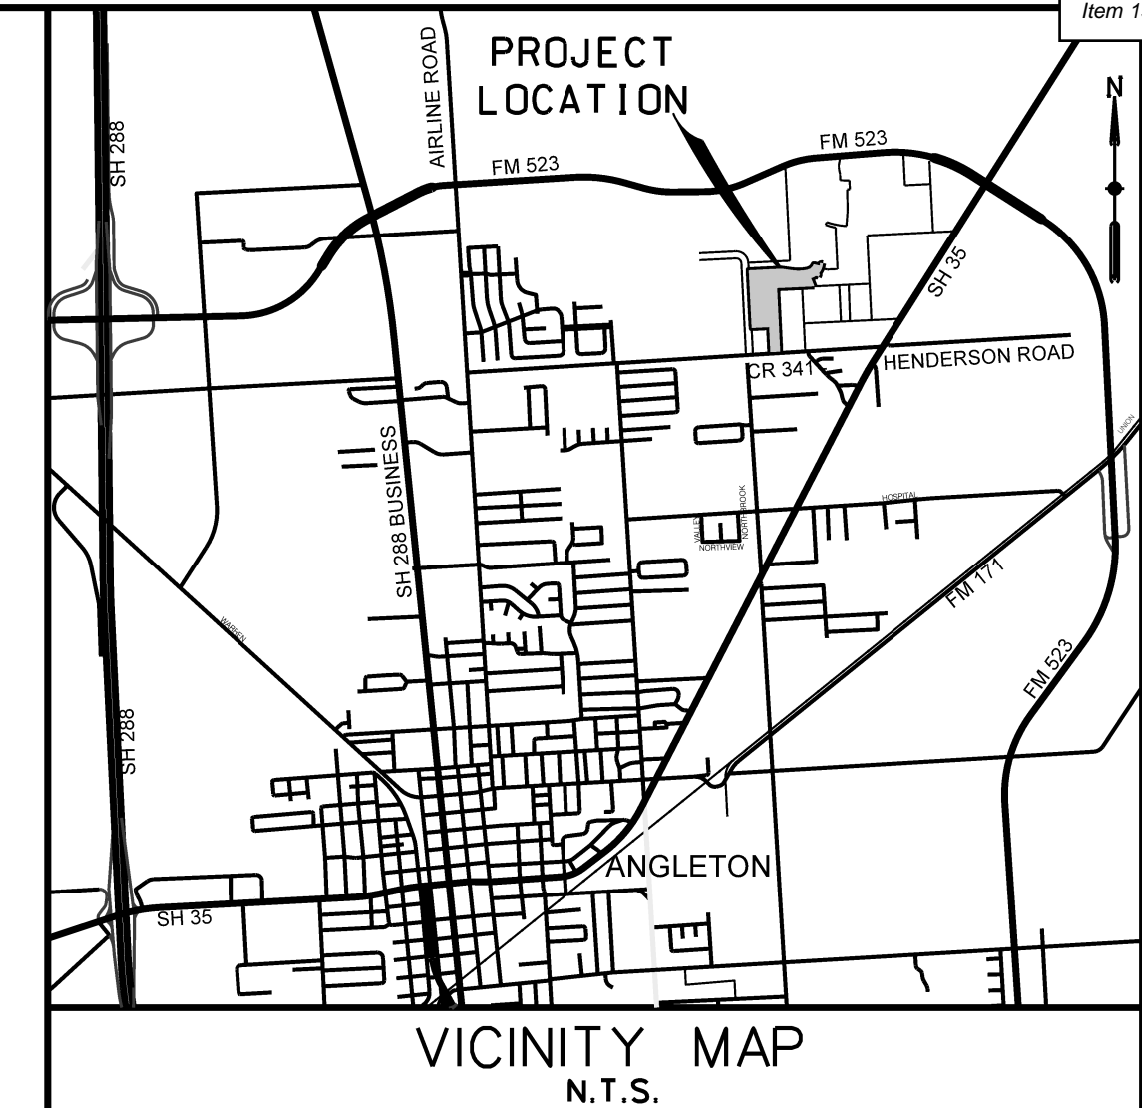 Item 1
PROJECT
LOCATION
N
AIRLINE ROAD
SH 288
FM 523
FM 523
SH 35
HENDERSON ROAD
CR 341
UNION
SH 288 BUSINESS
HOSPITAL
VALLEY
NORTHBROOK
NORTHVIEW
FM 171
WARREN
FM 523
SH 288
ANGLETON
SH 35
VICINITY MAP
N.T.S.